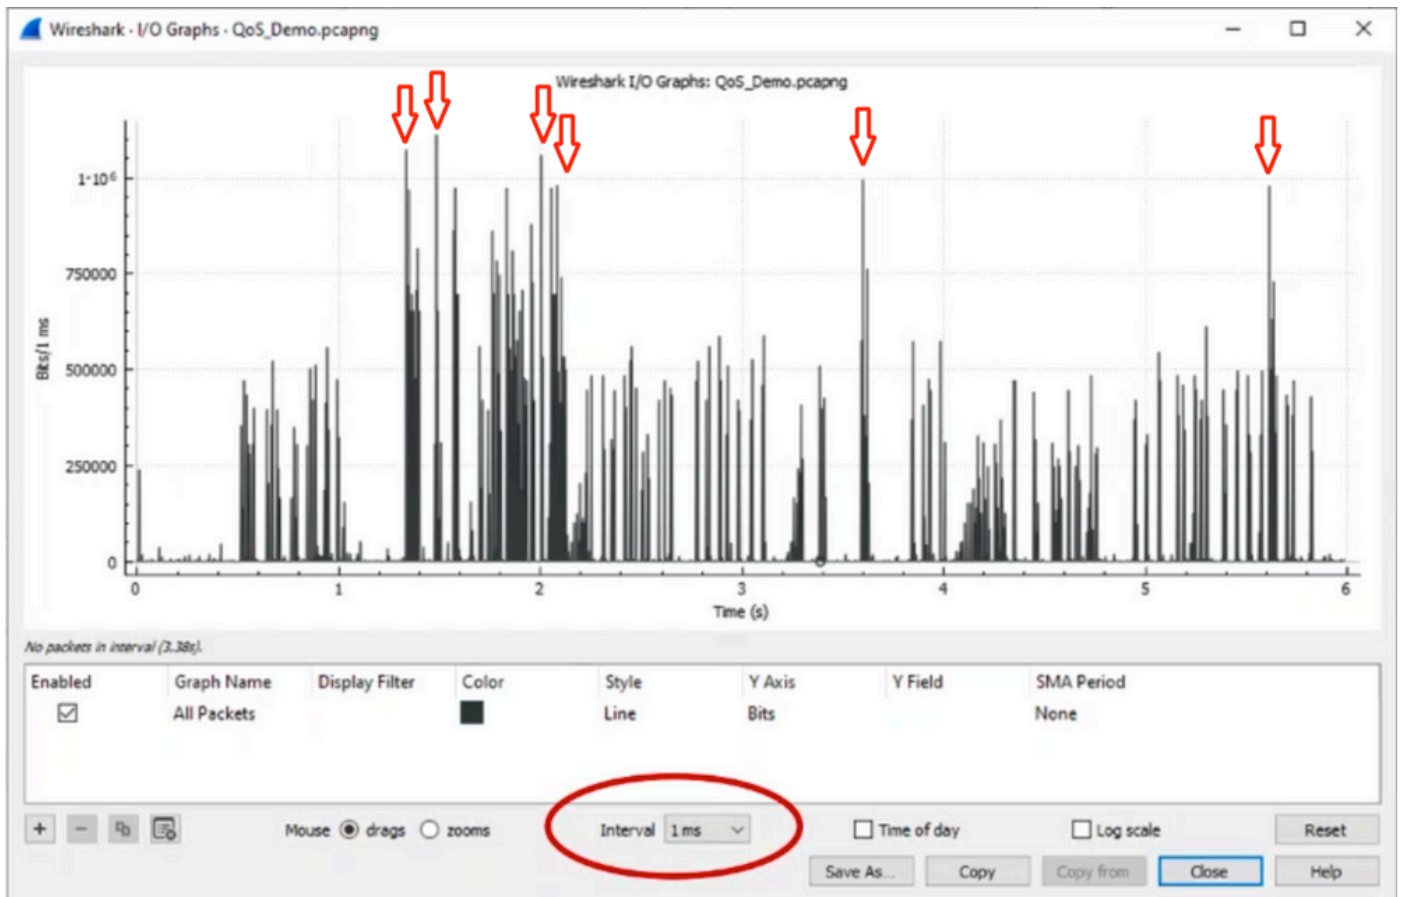 Wireshark · I/O Graphs · QoS_Demo.pcapng
Wireshark I/O Graphs: QoS_Demo.pcapng
1·10⁶
750000
500000
250000
0
Bits/1 ms
0 1 2 3 4 5 6
Time (s)
No packets in interval (3.38s).
Enabled Graph Name Display Filter Color Style Y Axis Y Field SMA Period
All Packets Line Bits None
+ − Mouse drags zooms Interval 1 ms Time of day Log scale Reset
Save As... Copy Copy from Close Help